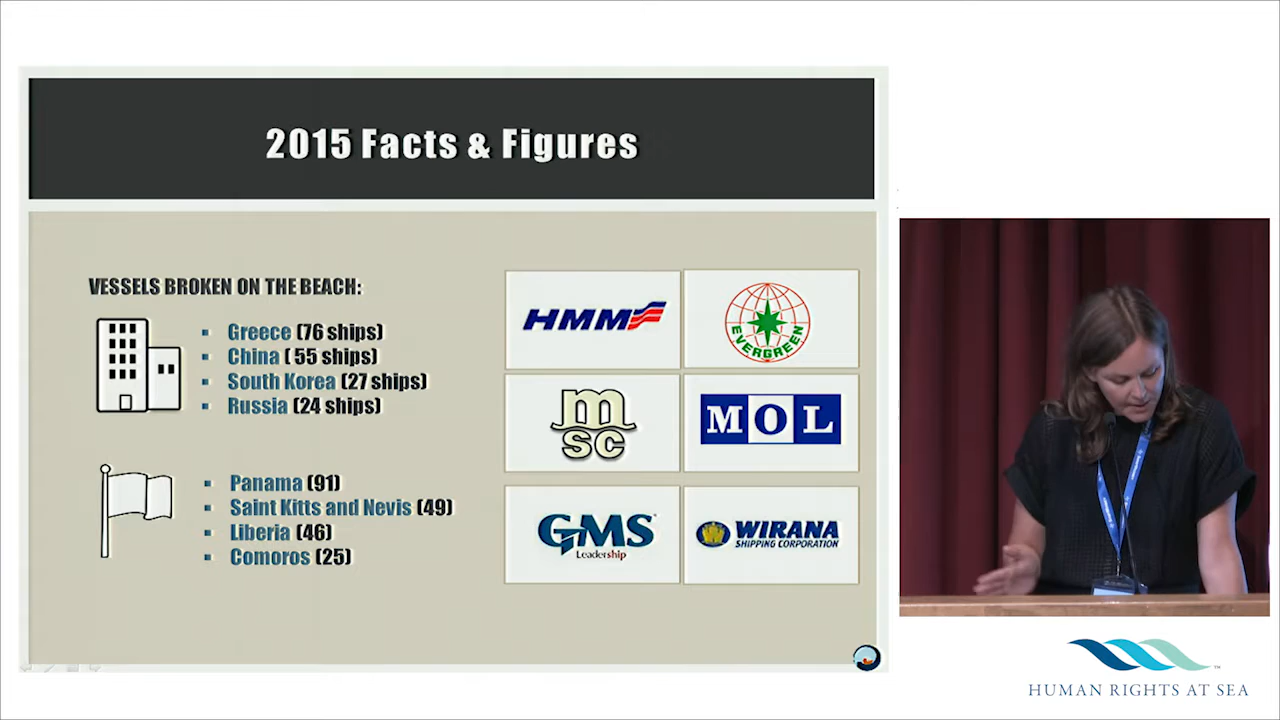 2015 Facts & Figures
VESSELS BROKEN ON THE BEACH:
Greece (76 ships)
China ( 55 ships)
South Korea (27 ships)
Russia (24 ships)
Panama (91)
Saint Kitts and Nevis (49)
Liberia (46)
Comoros (25)
HMM
EVERGREEN
m
sc
MOL
GMS
Leadership
WIRANA
SHIPPING CORPORATION
HUMAN RIGHTS AT SEA